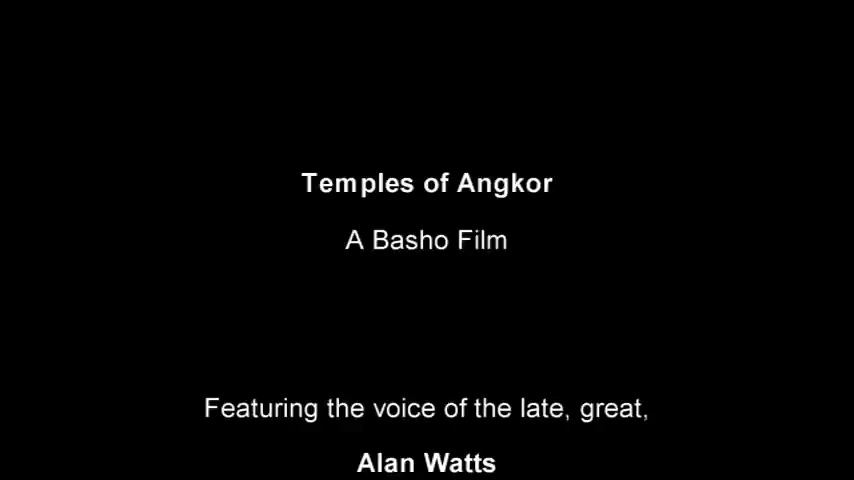 Temples of Angkor
A Basho Film
Featuring the voice of the late, great,
Alan Watts